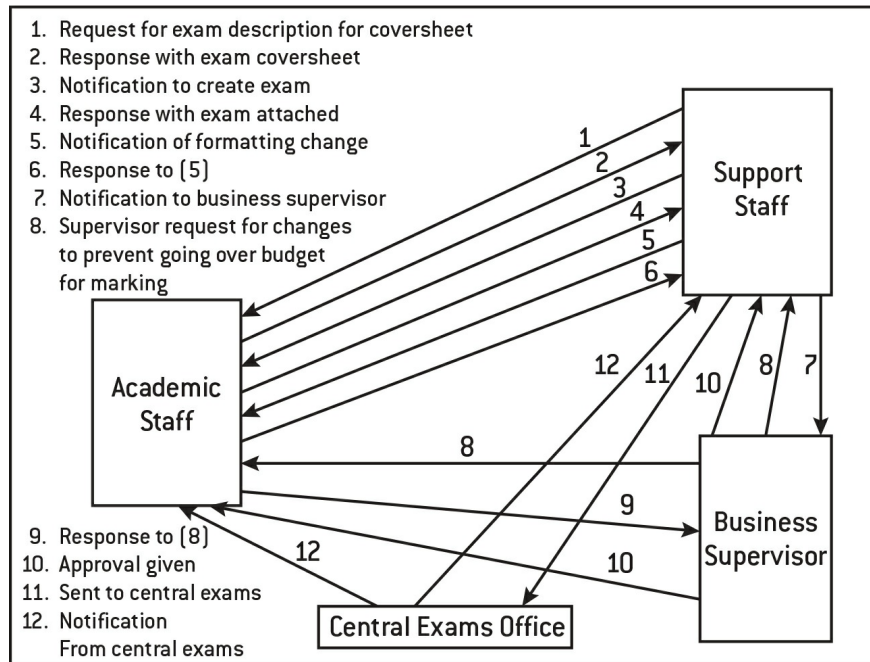 1. Request for exam description for coversheet
2. Response with exam coversheet
3. Notification to create exam
4. Response with exam attached
5. Notification of formatting change
6. Response to (5)
7. Notification to business supervisor
8. Supervisor request for changes
to prevent going over budget
for marking
1
2
3
4
5
6
Support
Staff
12
11
10
8
7
Academic
Staff
8
9
10
12
Business
Supervisor
9. Response to (8)
10. Approval given
11. Sent to central exams
12. Notification
From central exams
Central Exams Office